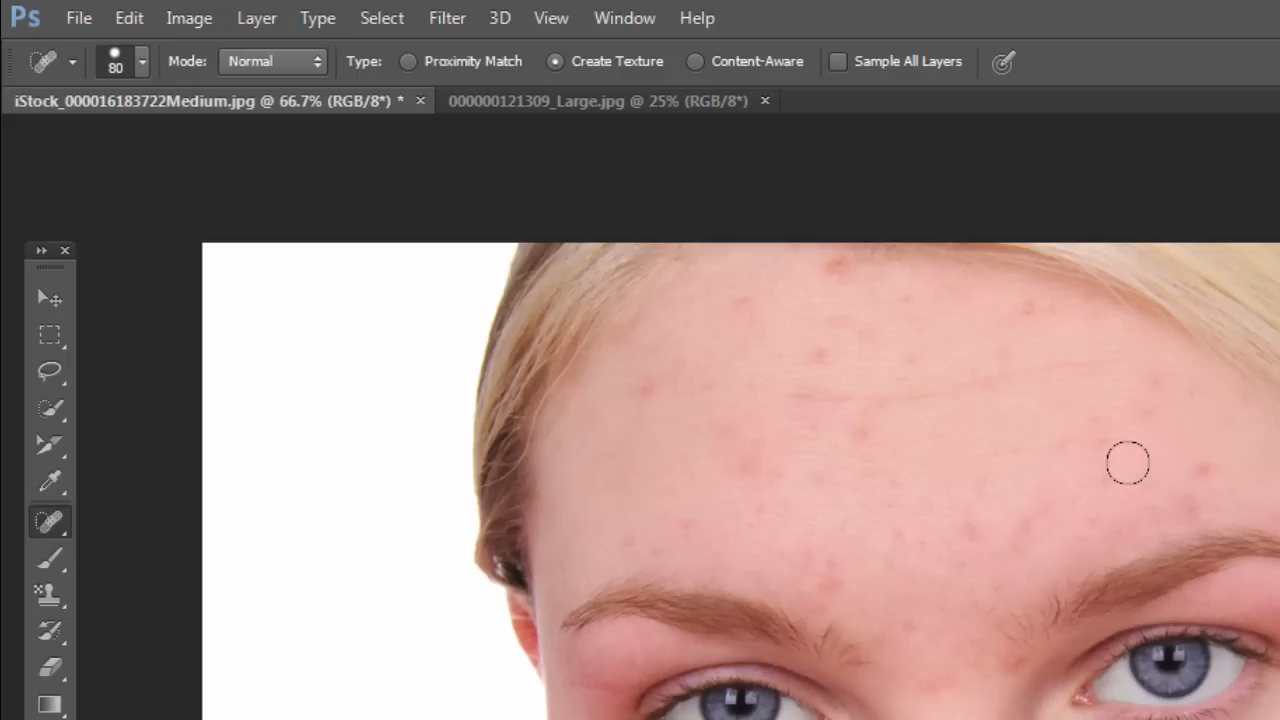 Ps File Edit Image Layer Type Select Filter 3D View Window Help
80 Mode: Normal Type: Proximity Match Create Texture Content-Aware Sample All Layers
iStock_000016183722Medium.jpg @ 66.7% (RGB/8*) * × 000000121309_Large.jpg @ 25% (RGB/8*) ×